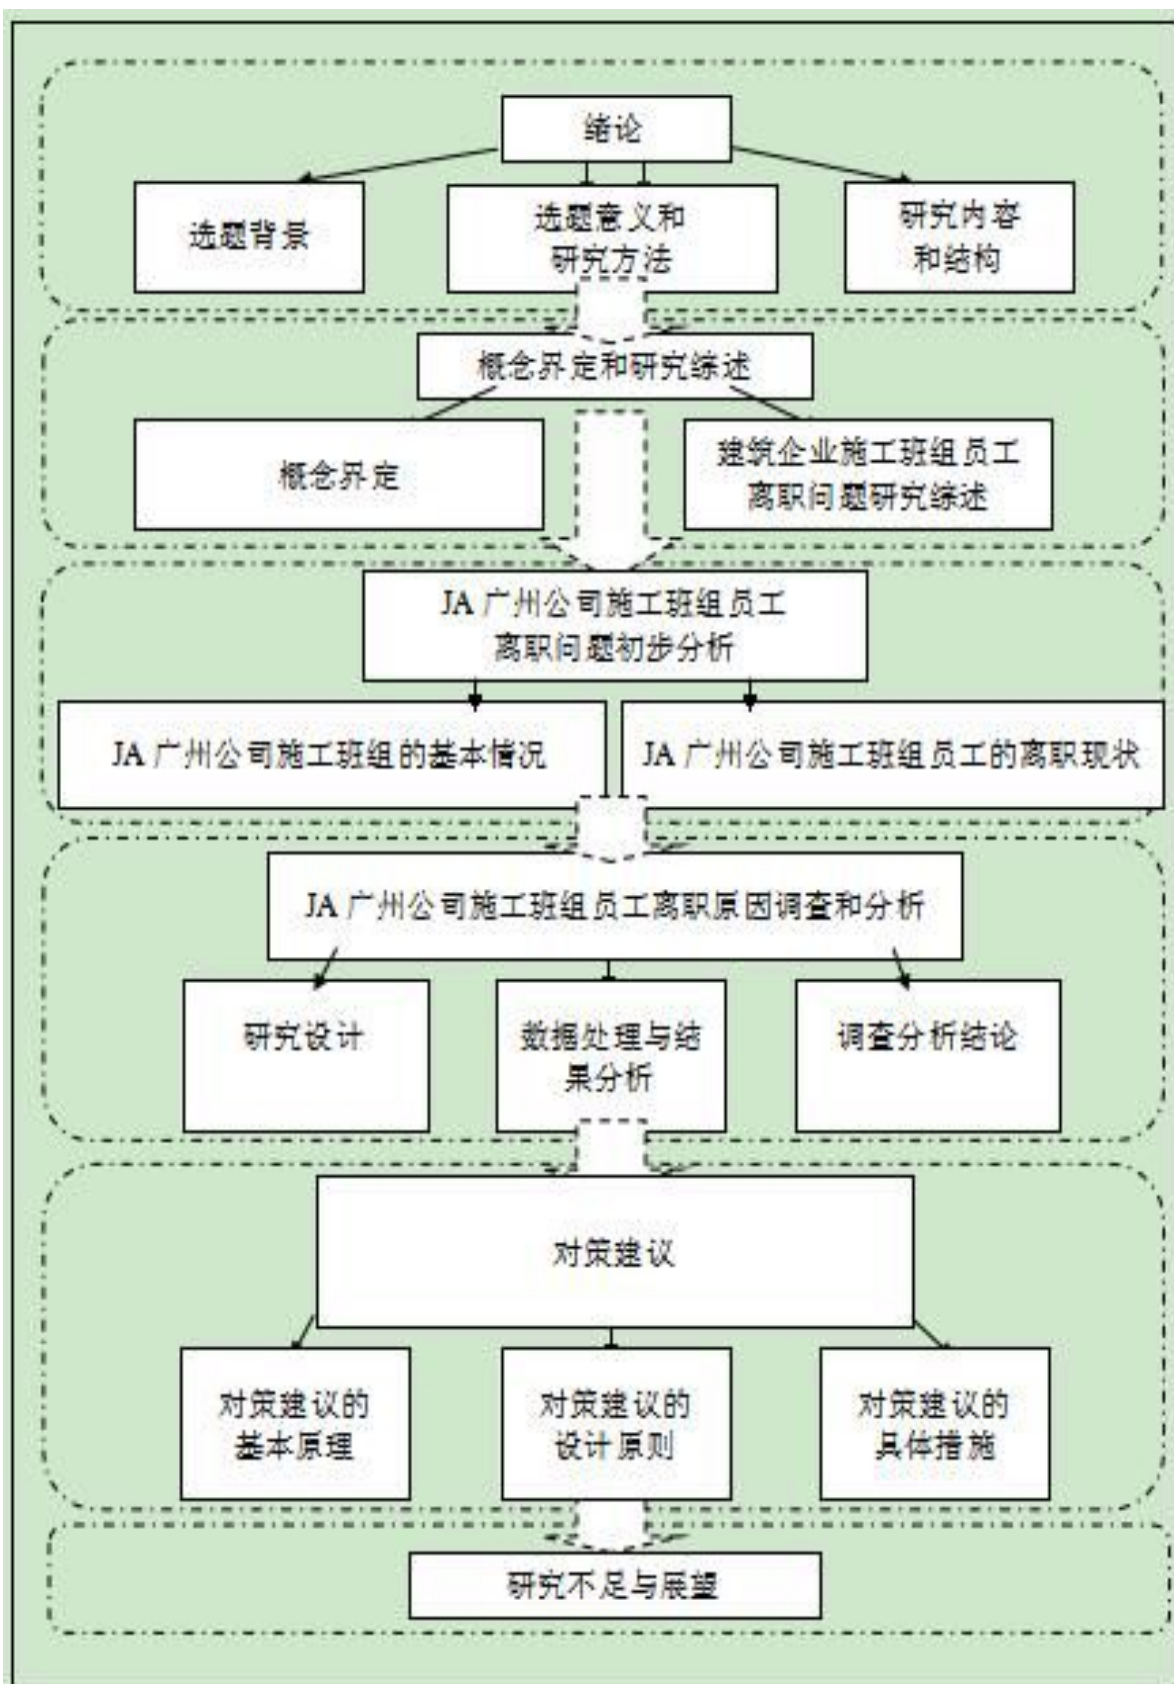 绪论
选题背景
选题意义和
研究方法
研究内容
和结构
概念界定和研究综述
概念界定
建筑企业施工班组员工
离职问题研究综述
JA 广州公司施工班组员工
离职问题初步分析
JA 广州公司施工班组的基本情况
JA 广州公司施工班组员工的离职现状
JA 广州公司施工班组员工离职原因调查和分析
研究设计
数据处理与结
果分析
调查分析结论
对策建议
对策建议的
基本原理
对策建议的
设计原则
对策建议的
具体措施
研究不足与展望